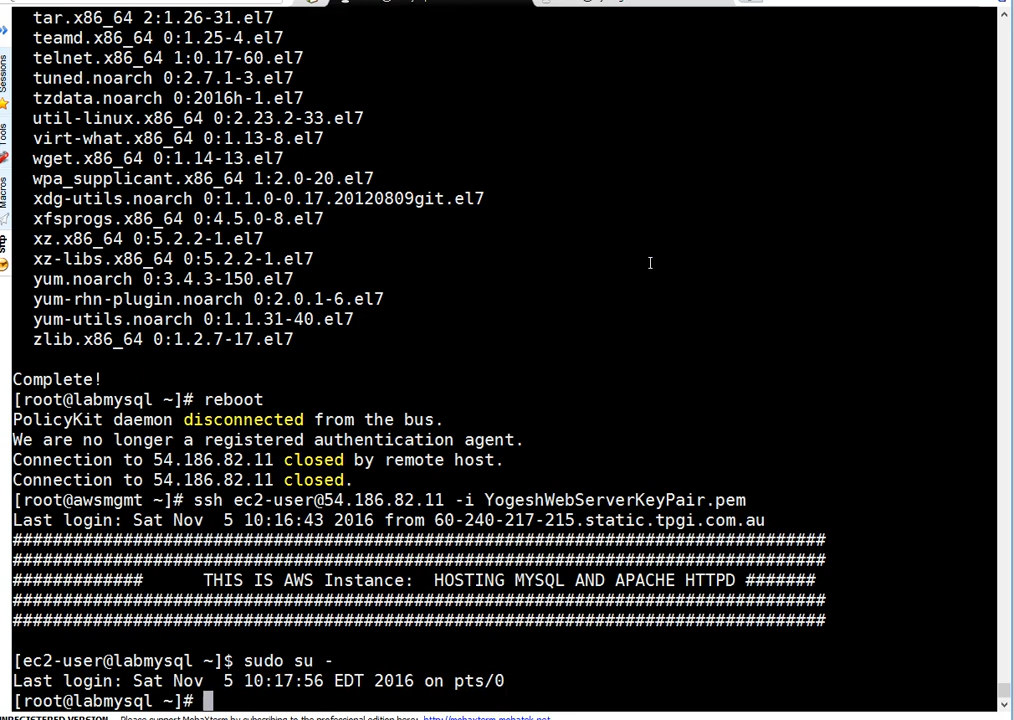 tar.x86_64 2:1.26-31.el7
teamd.x86_64 0:1.25-4.el7
telnet.x86_64 1:0.17-60.el7
tuned.noarch 0:2.7.1-3.el7
tzdata.noarch 0:2016h-1.el7
util-linux.x86_64 0:2.23.2-33.el7
virt-what.x86_64 0:1.13-8.el7
wget.x86_64 0:1.14-13.el7
wpa_supplicant.x86_64 1:2.0-20.el7
xdg-utils.noarch 0:1.1.0-0.17.20120809git.el7
xfsprogs.x86_64 0:4.5.0-8.el7
xz.x86_64 0:5.2.2-1.el7
xz-libs.x86_64 0:5.2.2-1.el7
yum.noarch 0:3.4.3-150.el7
yum-rhn-plugin.noarch 0:2.0.1-6.el7
yum-utils.noarch 0:1.1.31-40.el7
zlib.x86_64 0:1.2.7-17.el7
Complete!
[root@labmysql ~]# reboot
PolicyKit daemon disconnected from the bus.
We are no longer a registered authentication agent.
Connection to 54.186.82.11 closed by remote host.
Connection to 54.186.82.11 closed.
[root@awsmgmt ~]# ssh ec2-user@54.186.82.11 -i YogeshWebServerKeyPair.pem
Last login: Sat Nov  5 10:16:43 2016 from 60-240-217-215.static.tpgi.com.au
#################################################################################
#################################################################################
#############      THIS IS AWS Instance:  HOSTING MYSQL AND APACHE HTTPD #######
#################################################################################
#################################################################################
[ec2-user@labmysql ~]$ sudo su -
Last login: Sat Nov  5 10:17:56 EDT 2016 on pts/0
[root@labmysql ~]#
Sessions
Tools
Macros
Sftp